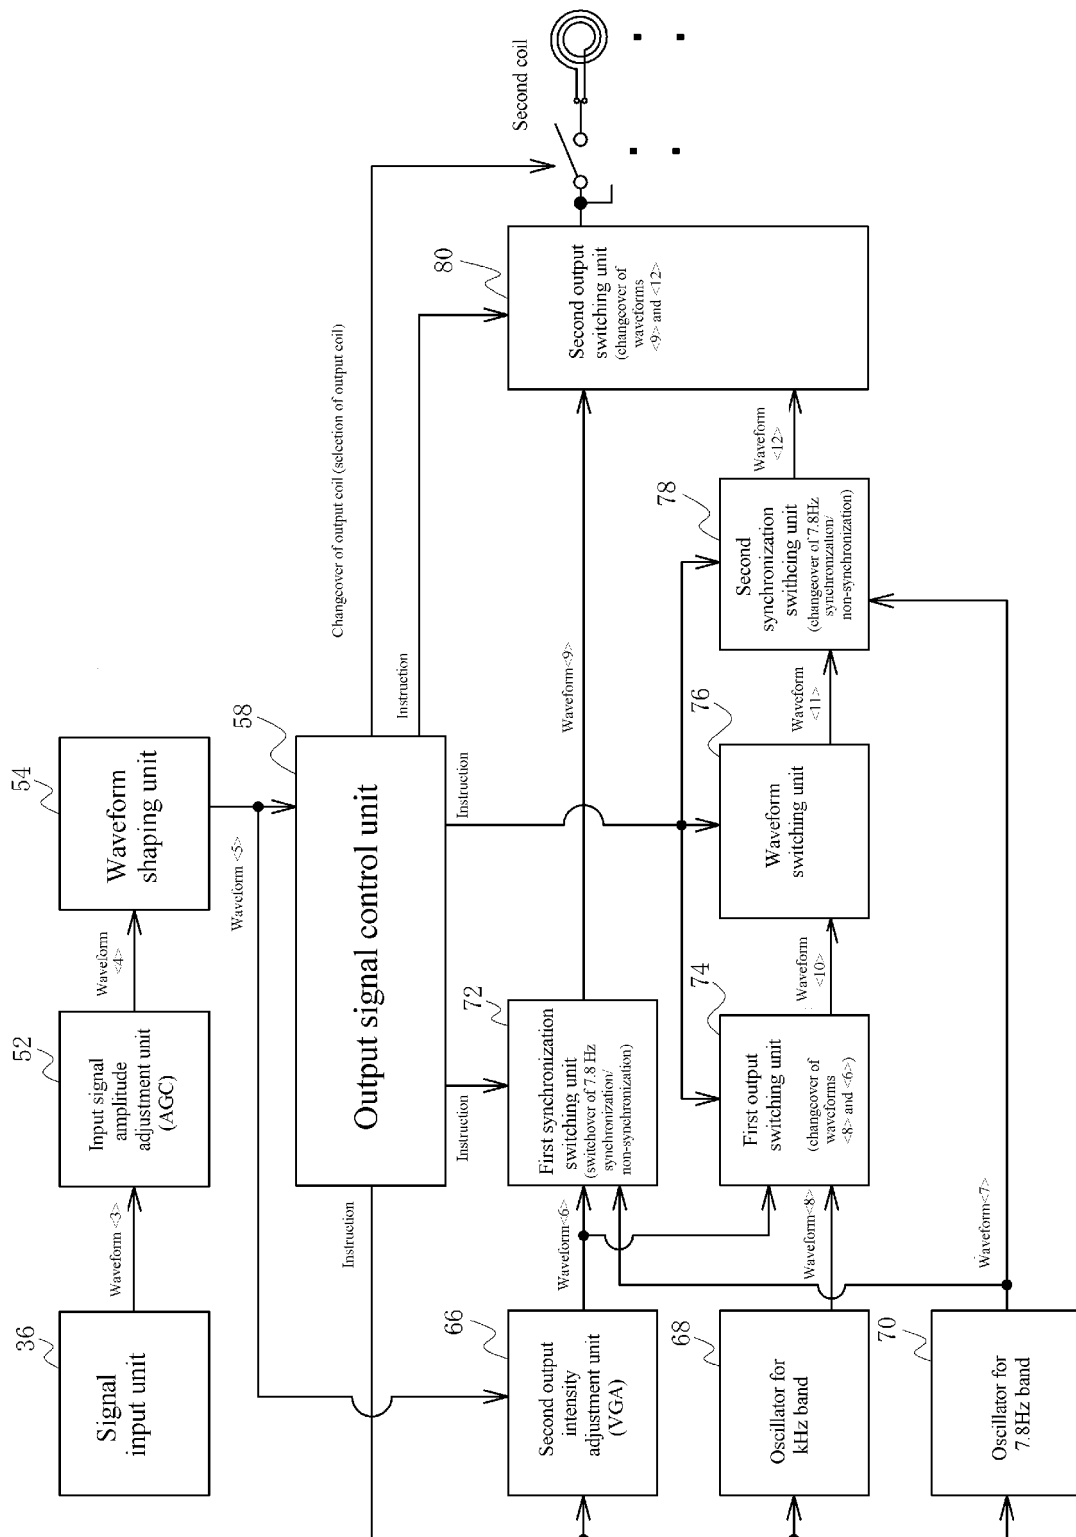 36
Signal
input unit
Waveform <3>
52
Input signal
amplitude
adjustment unit
(AGC)
Waveform
<4>
54
Waveform
shaping unit
Waveform <5>
58
Output signal control unit
Changeover of output coil (selection of output coil)
Instruction
Instruction
Instruction
Instruction
66
Second output
intensity
adjustment unit
(VGA)
Waveform<6>
72
First synchronization
switching unit
(switchover of 7.8 Hz
synchronization/
non-synchronization)
Waveform<9>
80
Second output
switching unit
(changeover of
waveforms
<9> and <12>
Second coil
68
Oscillator for
kHz band
Waveform<8>
74
First output
switching unit
(changeover of
waveforms
<8> and <6>)
Waveform
<10>
76
Waveform
switching unit
Waveform
<11>
78
Second
synchronization
swithcing unit
(changeover of 7.8Hz
synchronization/
non-synchronization)
Waveform
<12>
70
Oscillator for
7.8Hz band
Waveform<7>